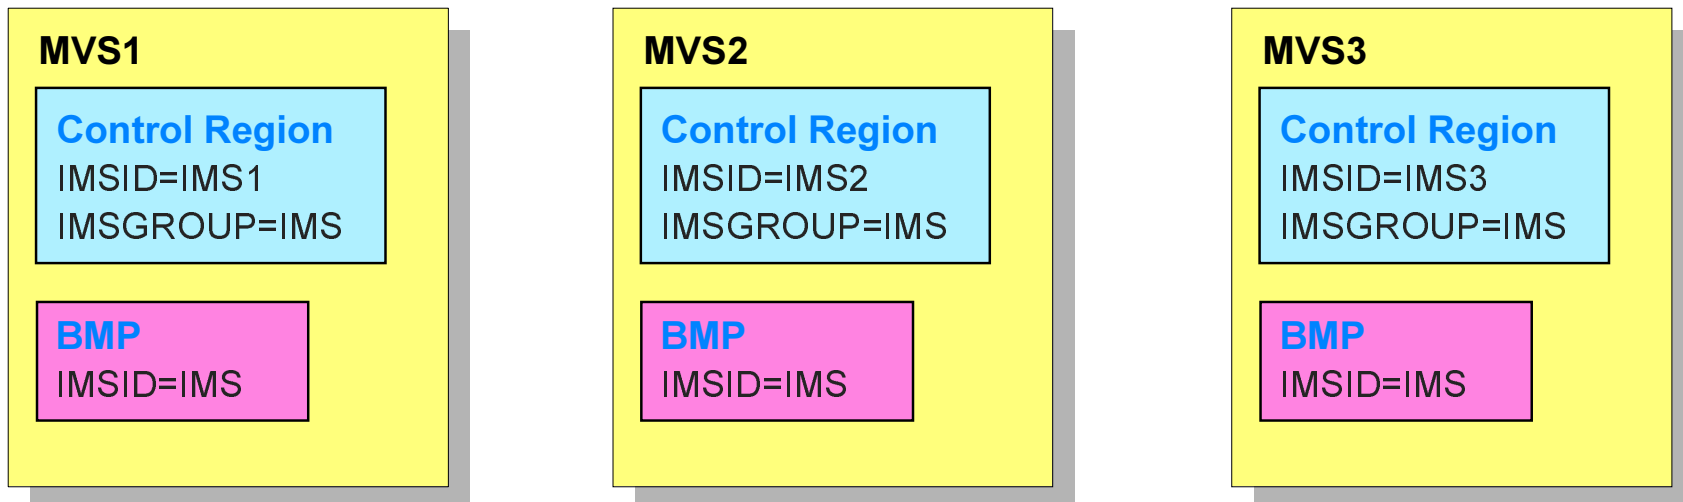 MVS1
Control Region
IMSID=IMS1
IMSGROUP=IMS
BMP
IMSID=IMS
MVS2
Control Region
IMSID=IMS2
IMSGROUP=IMS
BMP
IMSID=IMS
MVS3
Control Region
IMSID=IMS3
IMSGROUP=IMS
BMP
IMSID=IMS